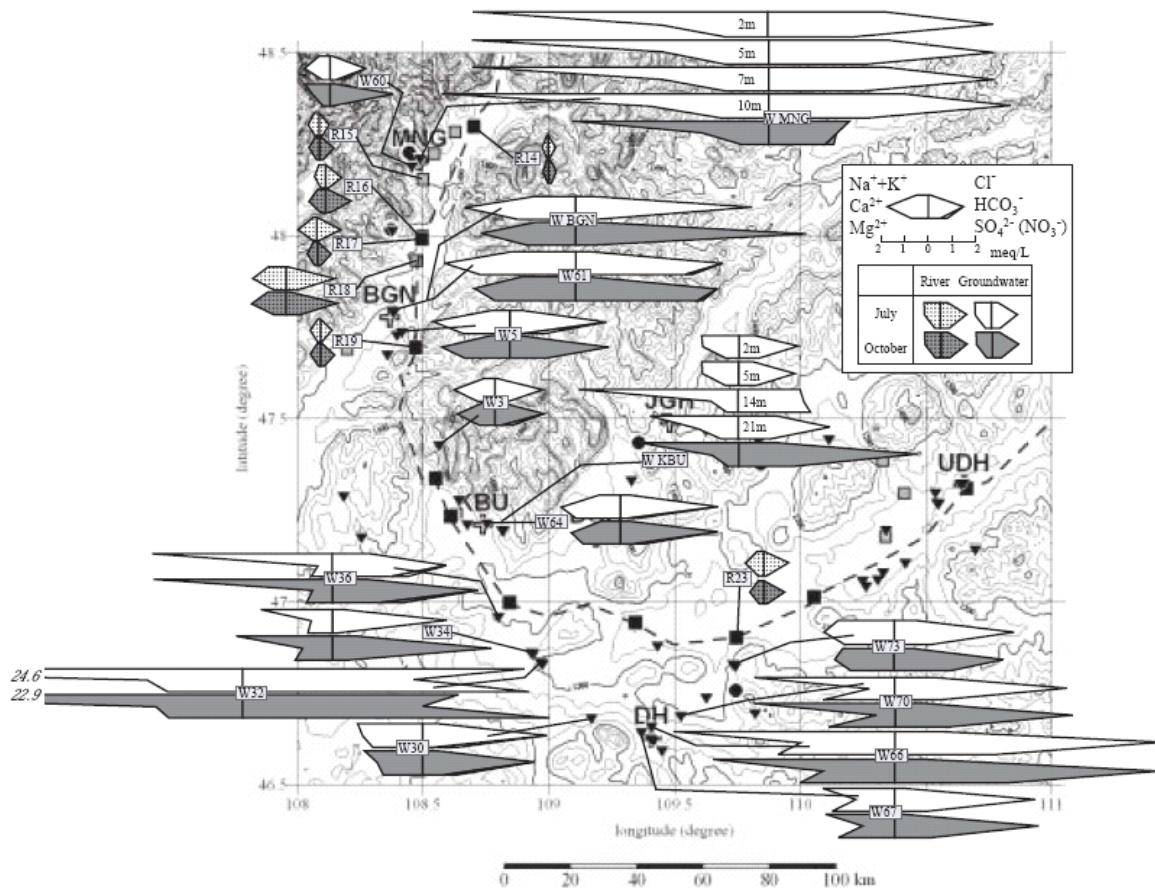 2m
48.5
5m
7m
W60
10m
W MNG
R15
MNG
R14
R16
Na⁺+K⁺ Cl⁻
Ca²⁺ HCO₃⁻
Mg²⁺ SO₄²⁻ (NO₃⁻)
2 1 0 1 2 meq/L
48
W BGN
R17
W61
River Groundwater
R18
BGN
July
W5
October
R19
2m
5m
W3
14m
JGH
47.5
21m
latitude (degree)
W KBU
UDH
KBU
W64
W36
R23
47
W34
W73
24.6
22.9
W32
W70
DH
W30
W66
46.5
108 108.5 109 109.5 110 111
W67
longitude (degree)
0 20 40 60 80 100 km